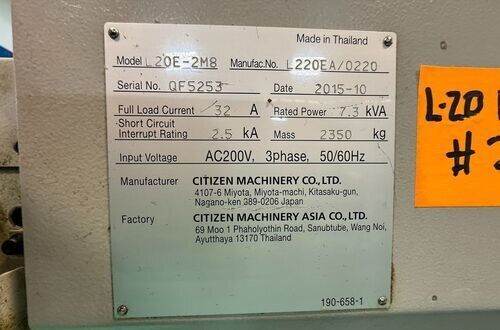 Made in Thailand
Model L20E-2M8 Manufac.No. L220EA/0220
Serial No. QF5253 Date 2015-10
Full Load Current 32 A Rated Power 7.3 kVA
Short Circuit
Interrupt Rating 2.5 kA Mass 2350 kg
Input Voltage AC200V, 3phase, 50/60Hz
Manufacturer CITIZEN MACHINERY CO., LTD.
4107-6 Miyota, Miyota-machi, Kitasaku-gun,
Nagano-ken 389-0206 Japan
Factory CITIZEN MACHINERY ASIA CO., LTD.
69 Moo 1 Phaholyothin Road, Sanubtube, Wang Noi,
Ayutthaya 13170 Thailand
190-658-1
L-20
#